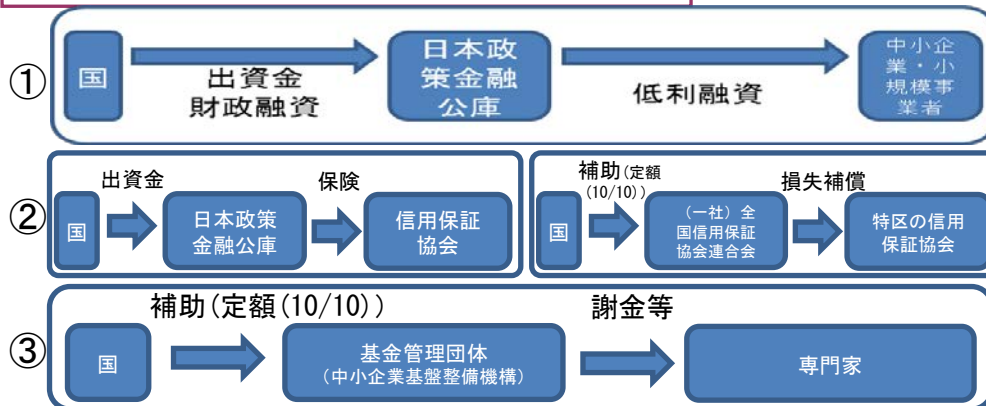 ①
国
出資金
財政融資
日本政
策金融
公庫
低利融資
中小企
業・小
規模事
業者
②
国
出資金
日本政策
金融公庫
保険
信用保証
協会
国
補助(定額
(10/10))
（一社）全
国信用保証
協会連合会
損失補償
特区の信用
保証協会
③
国
補助(定額(10/10))
基金管理団体
（中小企業基盤整備機構）
謝金等
専門家